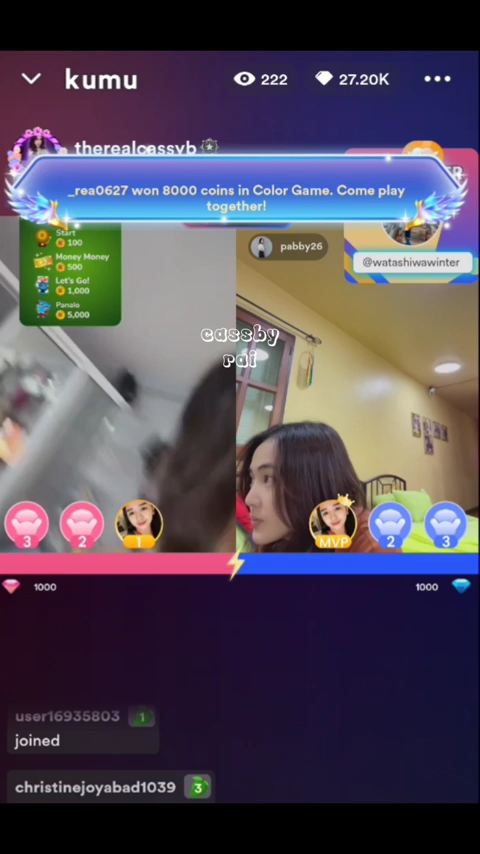 kumu
222
27.20K
therealcassyb
_rea0627 won 8000 coins in Color Game. Come play
together!
Start
100
Money Money
500
Let's Go!
1,000
Panalo
5,000
pabby26
@watashiwawinter
cassby
rai
3
2
1
MVP
2
3
1000
1000
user16935803 1
joined
christinejoyabad1039 3